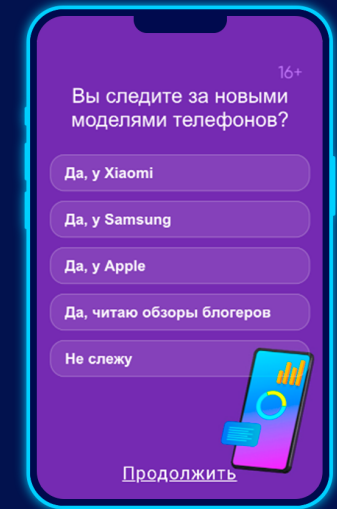 16+
Вы следите за новыми
моделями телефонов?
Да, у Xiaomi
Да, у Samsung
Да, у Apple
Да, читаю обзоры блогеров
Не слежу
Продолжить